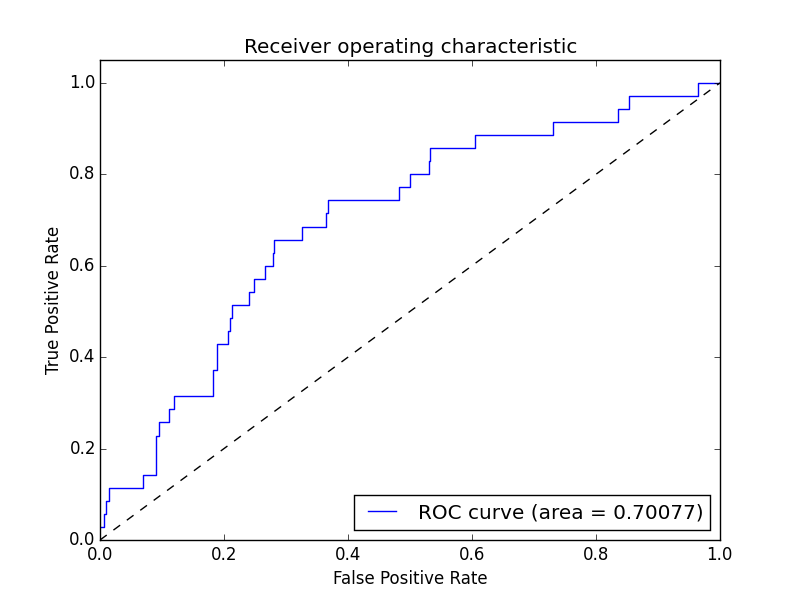 Receiver operating characteristic
1.0
0.8
0.6
0.4
0.2
0.0
True Positive Rate
ROC curve (area = 0.70077)
0.0 0.2 0.4 0.6 0.8 1.0
False Positive Rate